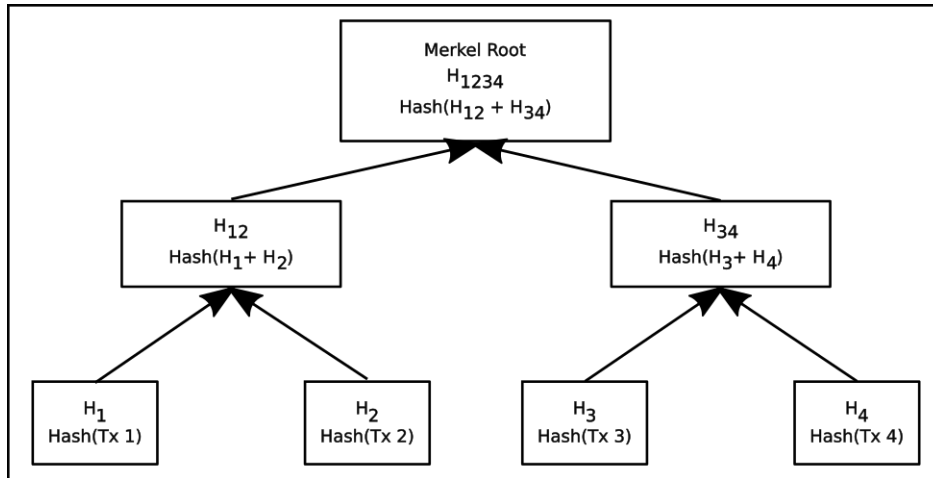 Merkel Root
H1234
Hash(H12 + H34)
H12
Hash(H1+ H2)
H34
Hash(H3+ H4)
H1
Hash(Tx 1)
H2
Hash(Tx 2)
H3
Hash(Tx 3)
H4
Hash(Tx 4)